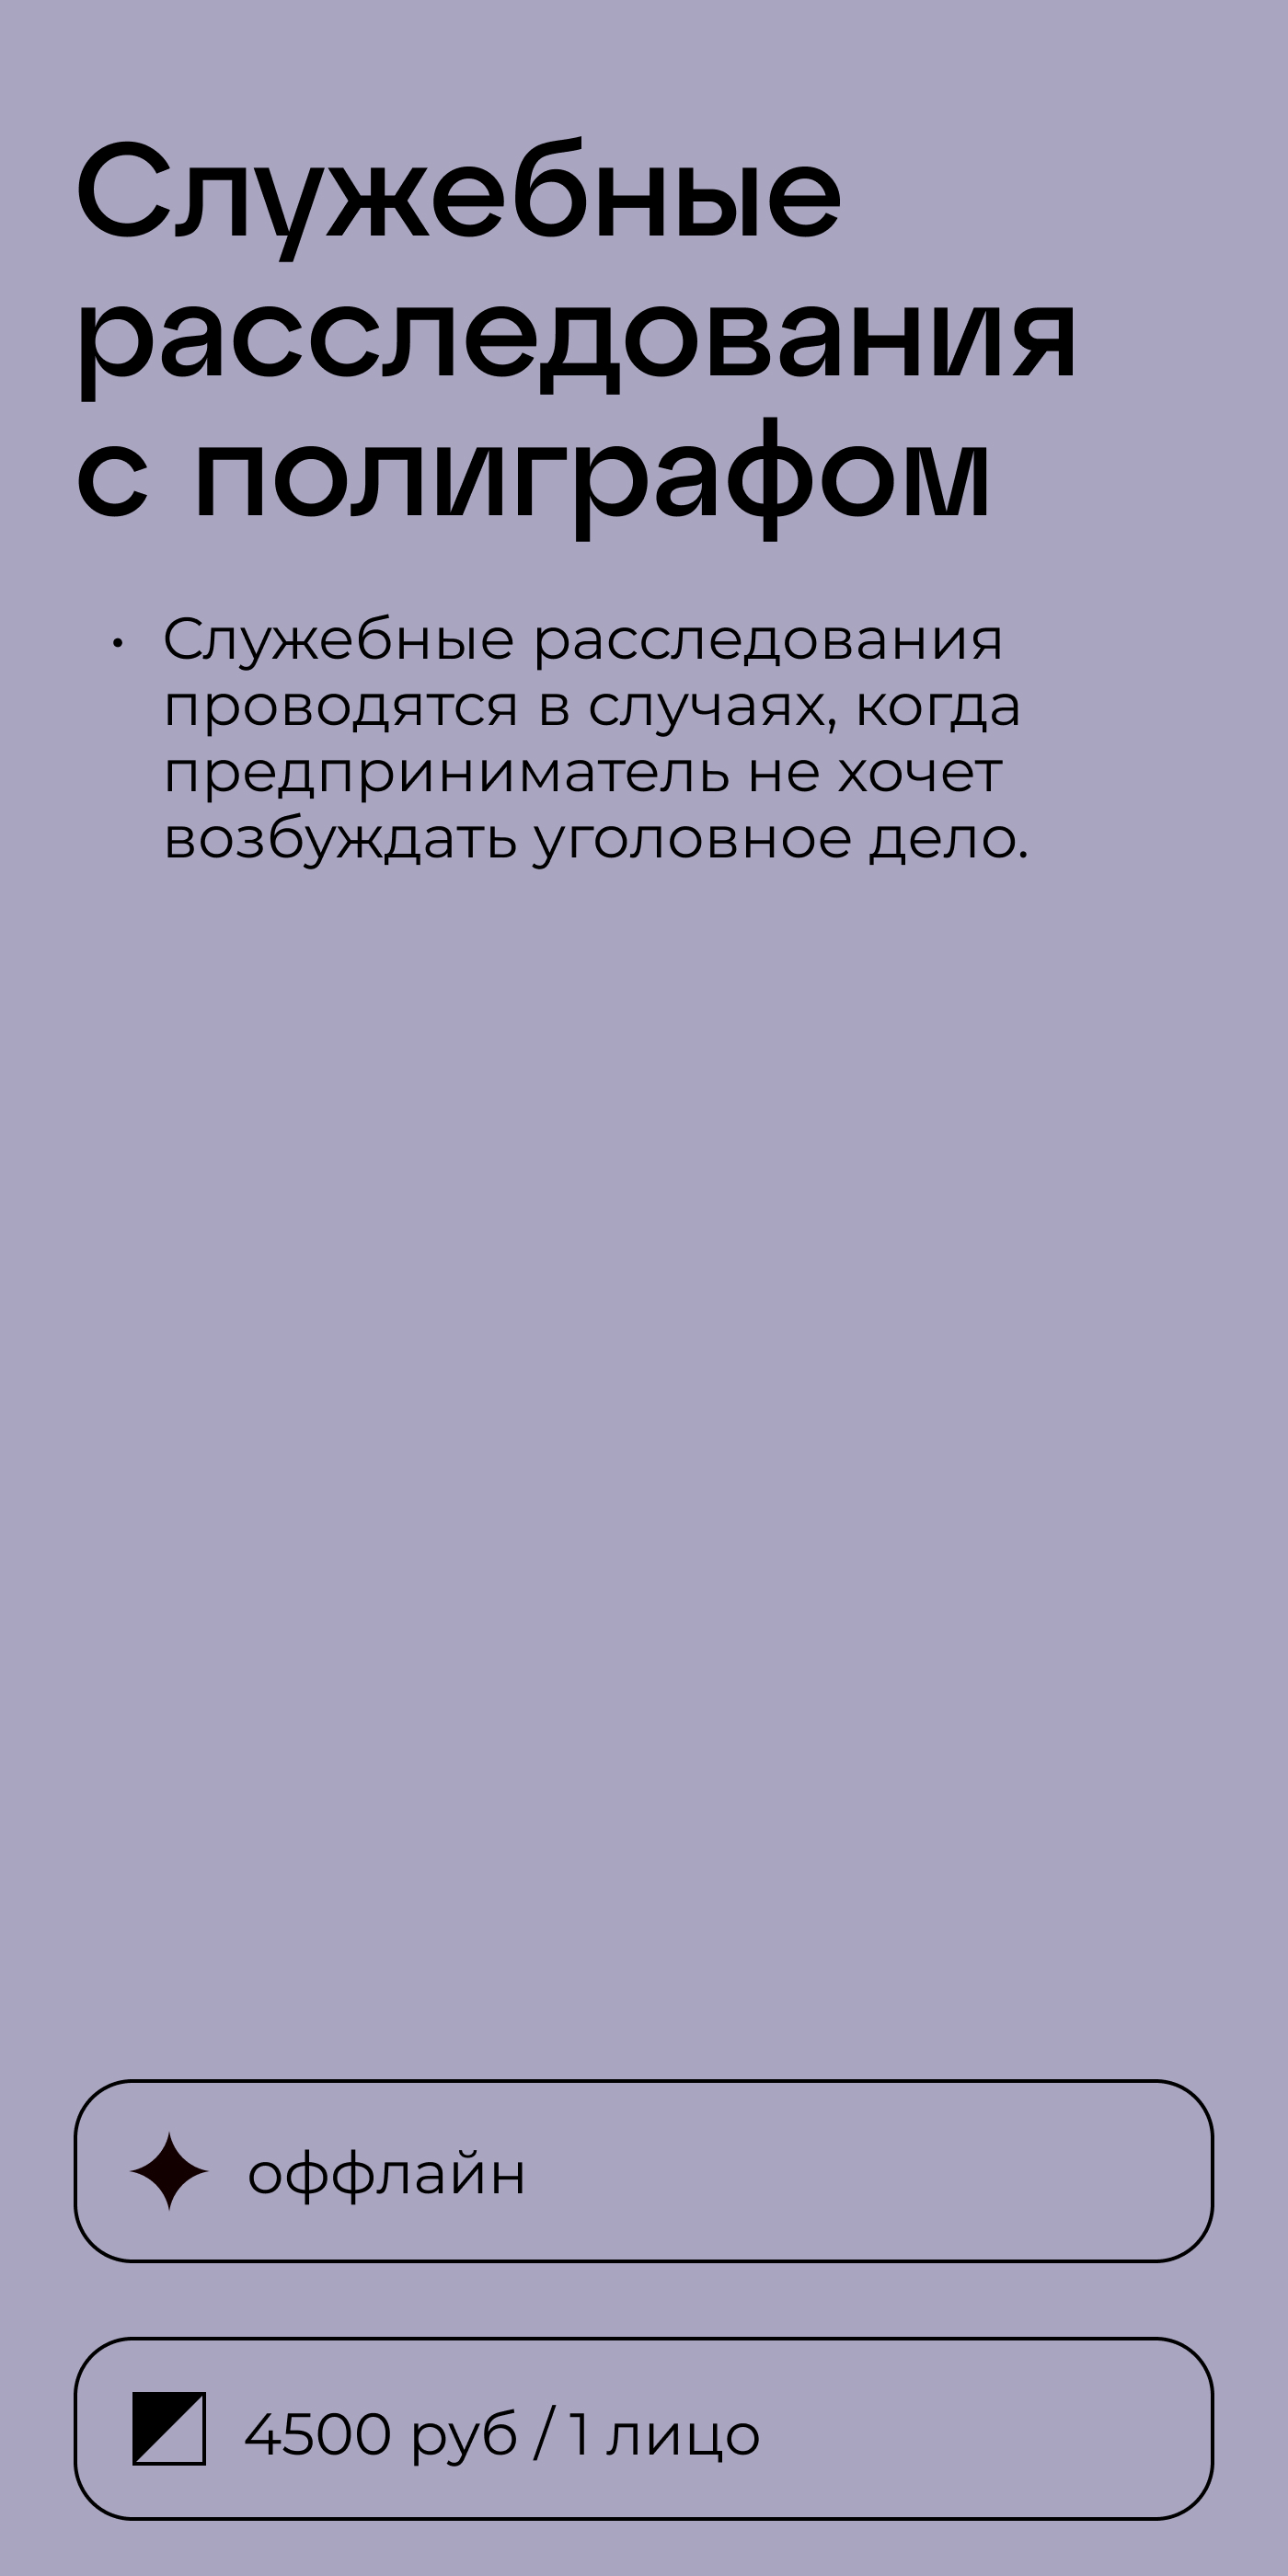 Служебные
расследования
с полиграфом
• Служебные расследования
проводятся в случаях, когда
предприниматель не хочет
возбуждать уголовное дело.
оффлайн
4500 руб / 1 лицо